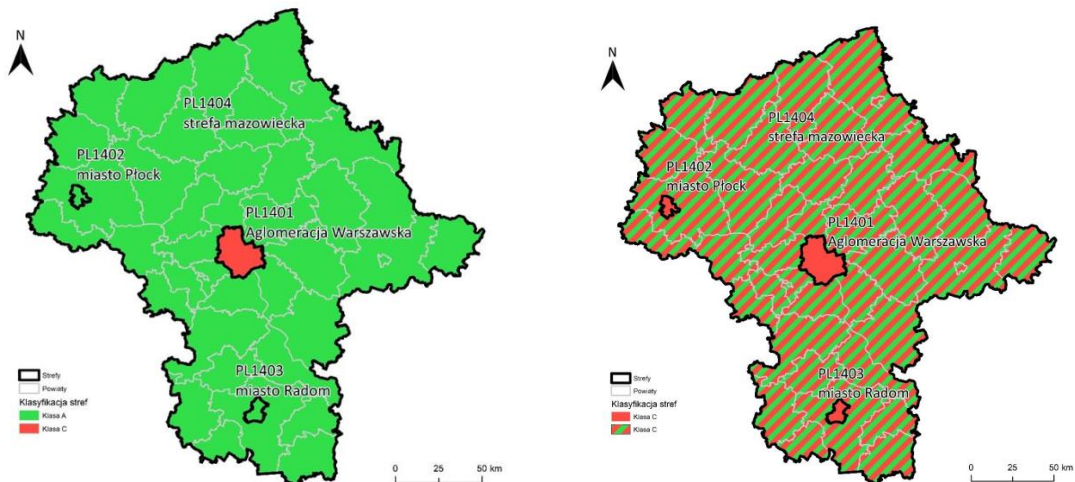 N
PL1404
strefa mazowiecka
PL1402
miasto Płock
PL1401
Aglomeracja Warszawska
PL1403
miasto Radom
Strefy
Powiaty
Klasyfikacja stref
Klasa A
Klasa C
0 25 50 km
N
PL1404
strefa mazowiecka
PL1402
miasto Płock
PL1401
Aglomeracja Warszawska
PL1403
miasto Radom
Strefy
Powiaty
Klasyfikacja stref
Klasa C
Klasa C
0 25 50 km